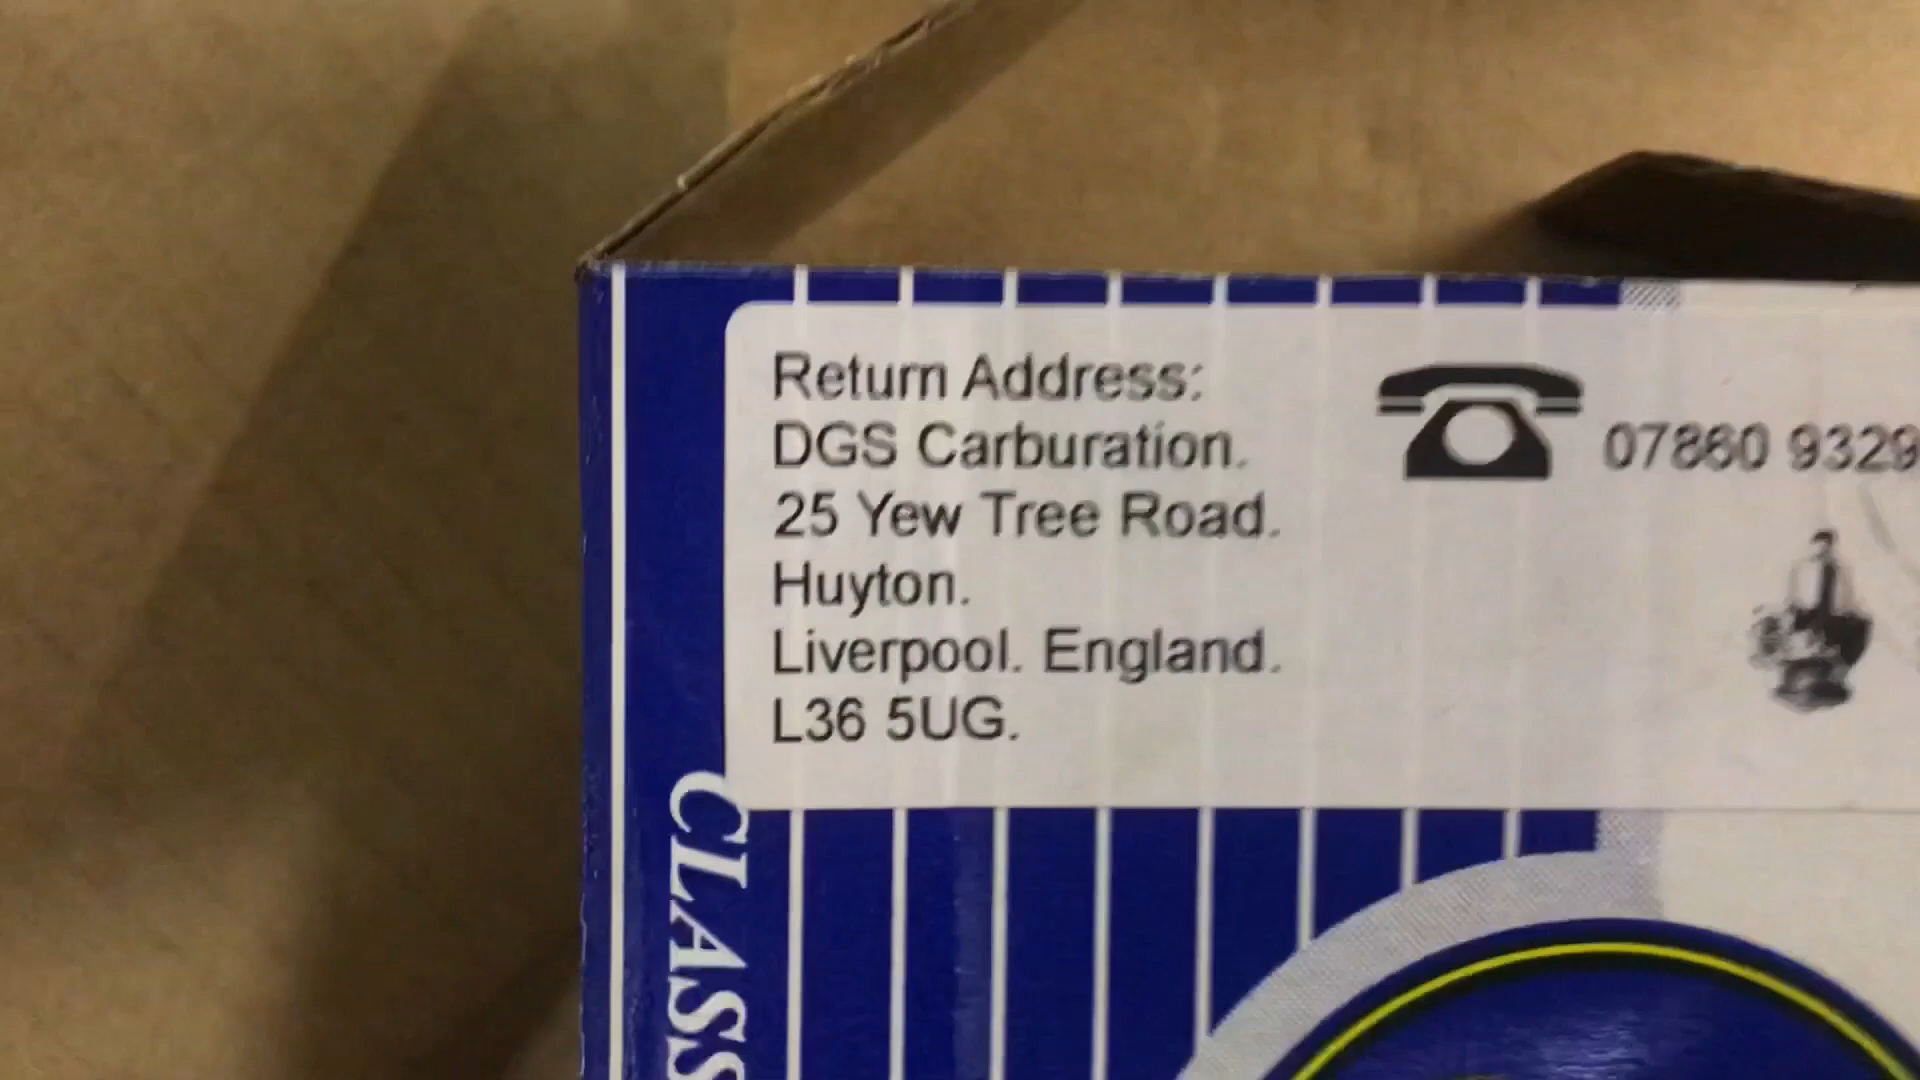 Return Address:
DGS Carburation.
25 Yew Tree Road.
Huyton.
Liverpool. England.
L36 5UG.
07860 9329
CLASS